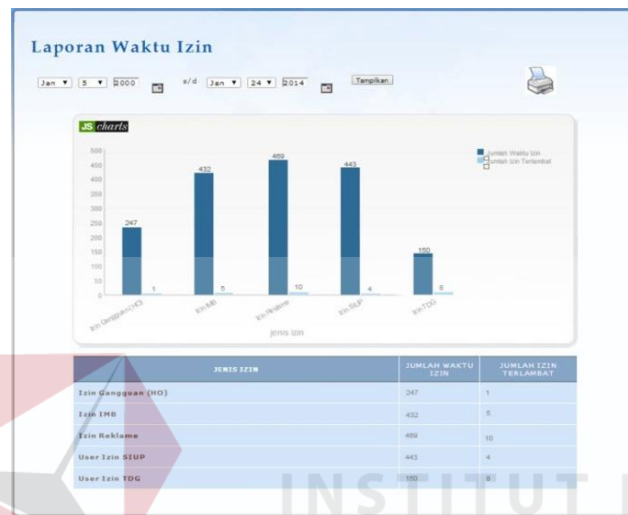 Laporan Waktu Izin
Jan 5 2000 s/d Jan 24 2014 Tampilkan
JS charts
500
450
400
350
300
250
200
150
100
50
0
247
1
432
5
469
10
443
4
150
8
Jumlah Waktu Izin
Jumlah Izin Terlambat
Izin Gangguan (HO)
Izin IMB
Izin Reklame
Izin SIUP
Izin TDG
jenis izin
JENIS IZIN JUMLAH WAKTU IZIN JUMLAH IZIN TERLAMBAT
Izin Gangguan (HO) 247 1
Izin IMB 432 5
Izin Reklame 469 10
User Izin SIUP 443 4
User Izin TDG 150 8
INSTITUT